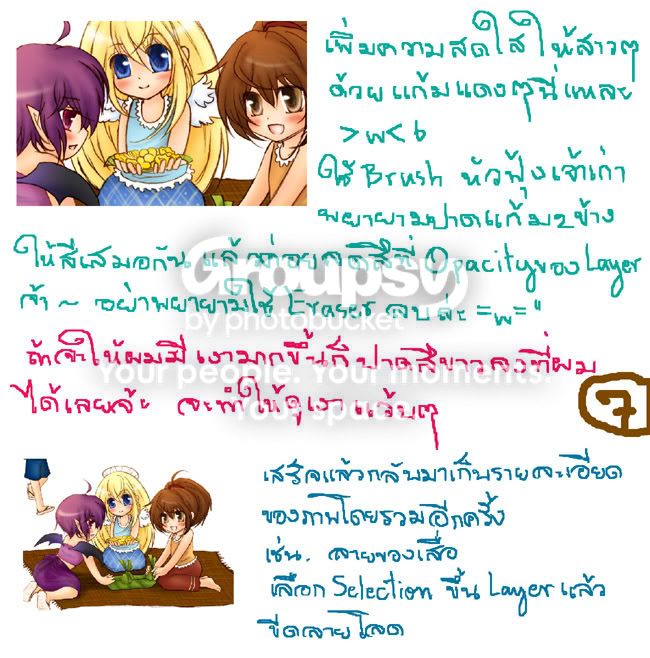 เพิ่มความสดใสให้สาวๆ
ด้วยแก้มแดงๆนี่แหละ
>w<b
ใช้ Brush หัวฟุ้งเจ้าเก่า
พยายามปาดแก้ม2ข้าง
ให้สีเสมอกัน แล้วค่อยลดสีที่ Opacity ของ Layer
จ้า ~ อย่าพยายามใช้ Eraser ลบล่ะ =w="
Groupsy
by photobucket
ถ้าจะให้ผมมีเงามากขึ้นก็ปาดสีขาวลงที่ผม
Your people. Your moments.
ได้เลยจ้ะ จะทำให้ดูเงาแว้บๆ
Your space.
7
เสร็จแล้วกลับมาเก็บรายละเอียด
ของภาพโดยรวมอีกครั้ง
เช่น. ลายของเสื่อ
เลือก Selection ขึ้น Layer แล้ว
ขีดลายโลด